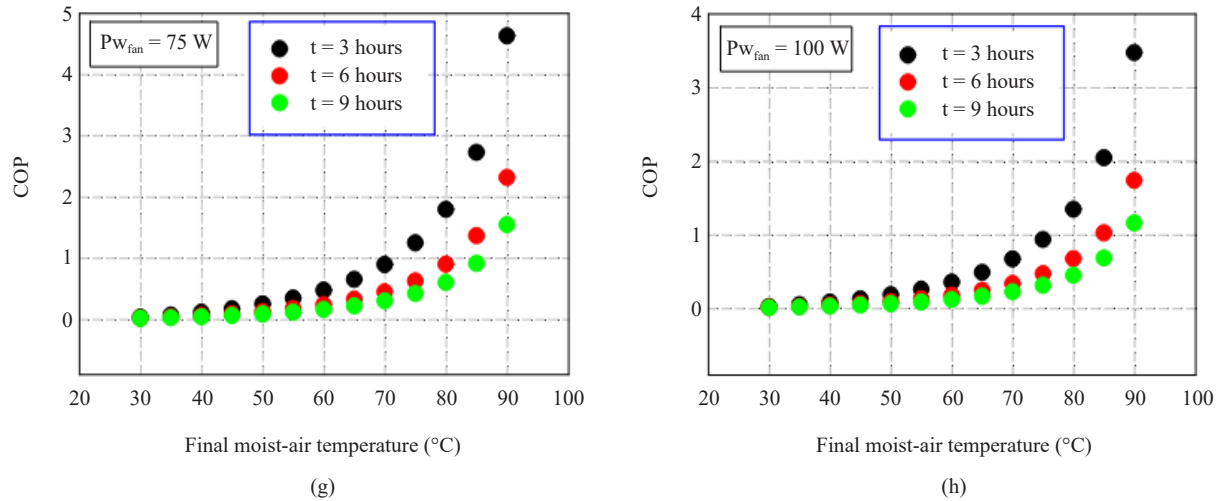 Pw_fan = 75 W
t = 3 hours
t = 6 hours
t = 9 hours
5
4
3
2
1
0
COP
20 30 40 50 60 70 80 90 100
Final moist-air temperature (°C)
(g)
Pw_fan = 100 W
t = 3 hours
t = 6 hours
t = 9 hours
4
3
2
1
0
COP
20 30 40 50 60 70 80 90 100
Final moist-air temperature (°C)
(h)